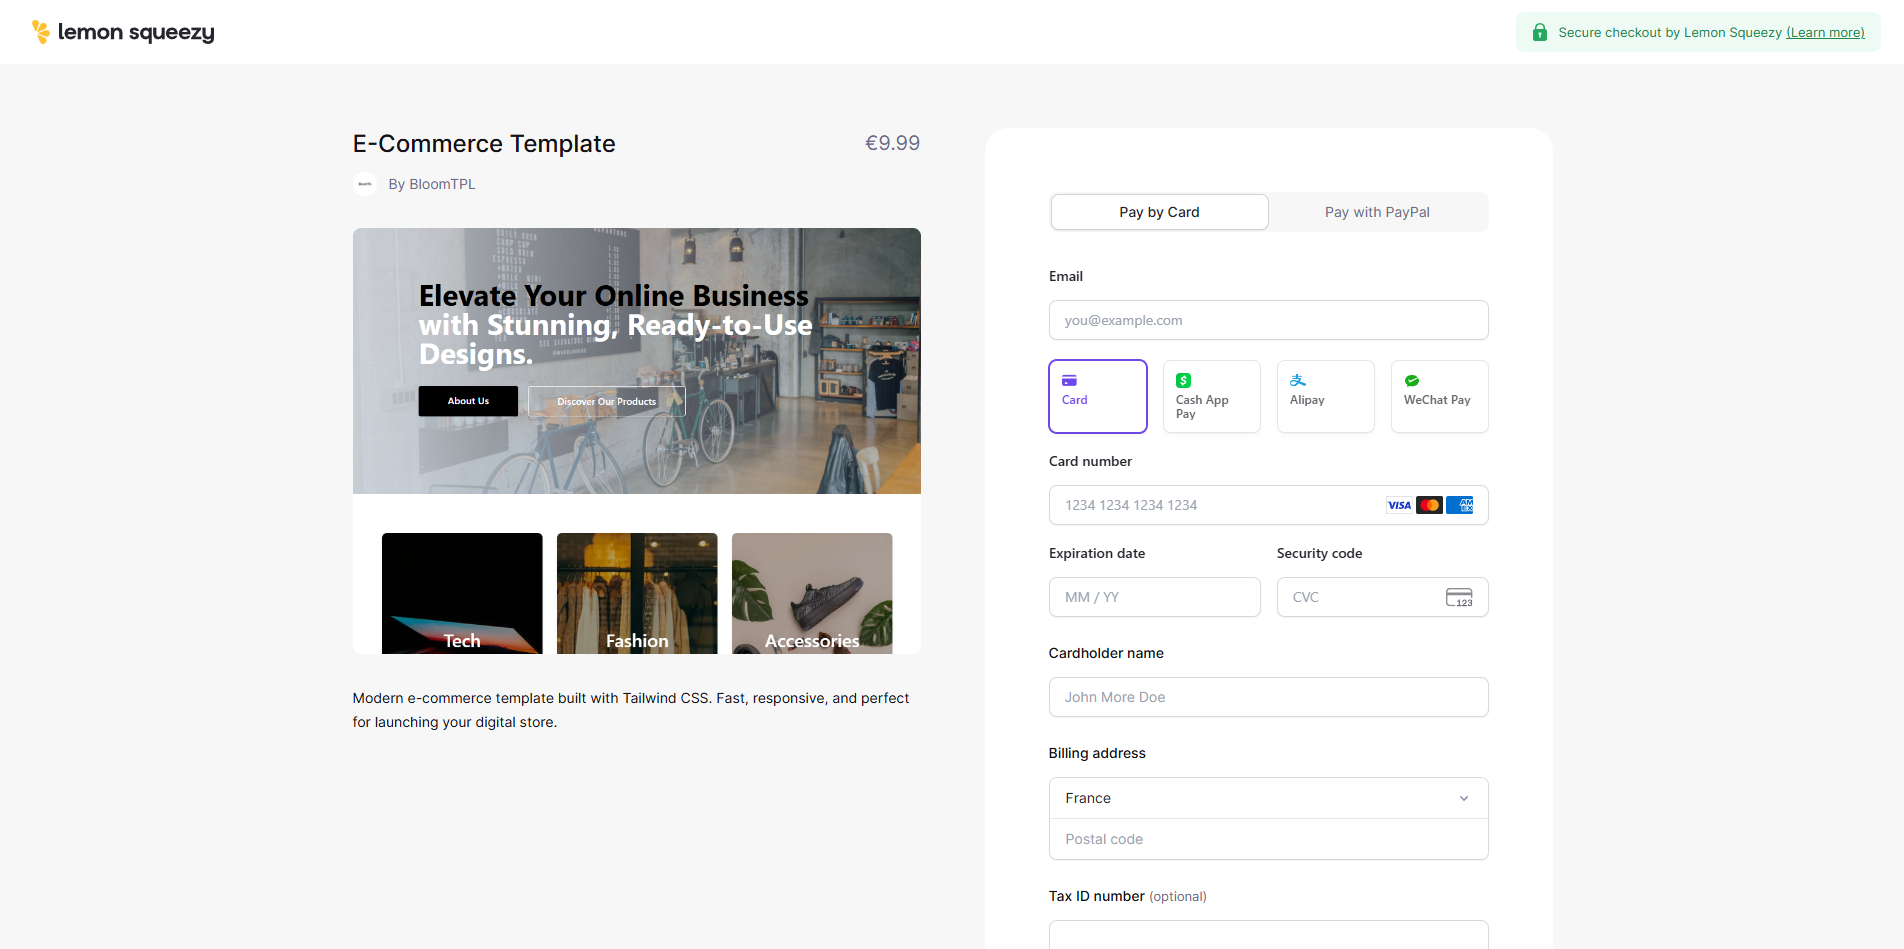 lemon squeezy
Secure checkout by Lemon Squeezy (Learn more)
E-Commerce Template
€9.99
By BloomTPL
Elevate Your Online Business
with Stunning, Ready-to-Use
Designs.
About Us
Discover Our Products
Tech
Fashion
Accessories
Modern e-commerce template built with Tailwind CSS. Fast, responsive, and perfect
for launching your digital store.
Pay by Card
Pay with PayPal
Email
you@example.com
Card
Cash App
Pay
Alipay
WeChat Pay
Card number
1234 1234 1234 1234
VISA
AM
EX
Expiration date
Security code
MM / YY
CVC
123
Cardholder name
John More Doe
Billing address
France
Postal code
Tax ID number (optional)